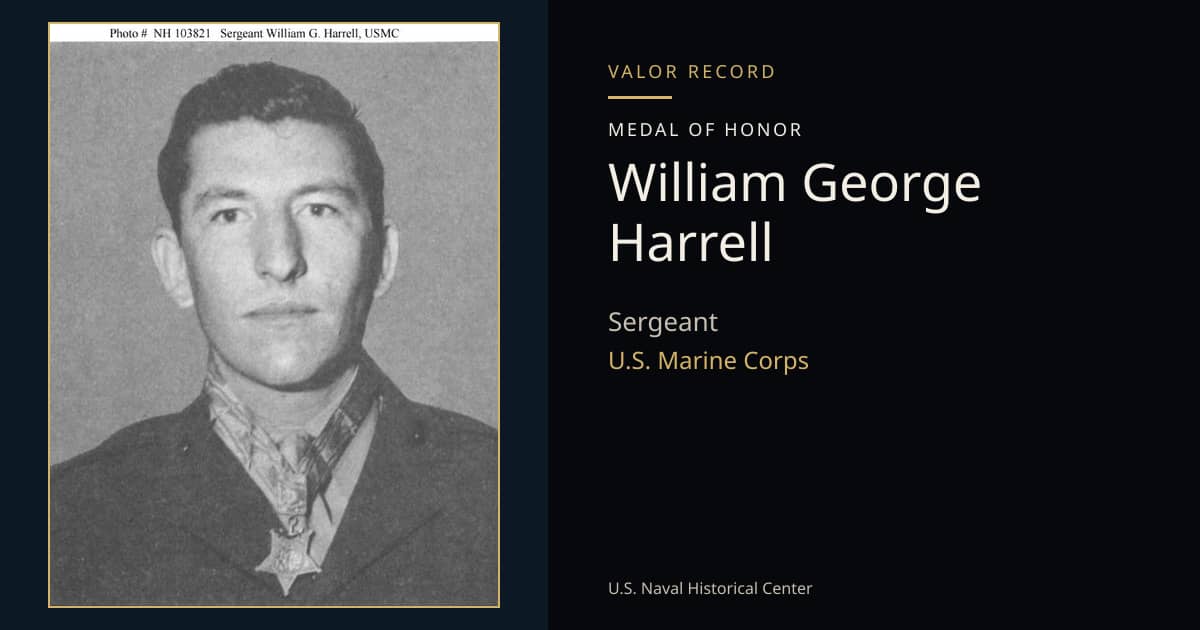 Photo # NH 103821 Sergeant William G. Harrell, USMC
VALOR RECORD
MEDAL OF HONOR
William George
Harrell
Sergeant
U.S. Marine Corps
U.S. Naval Historical Center